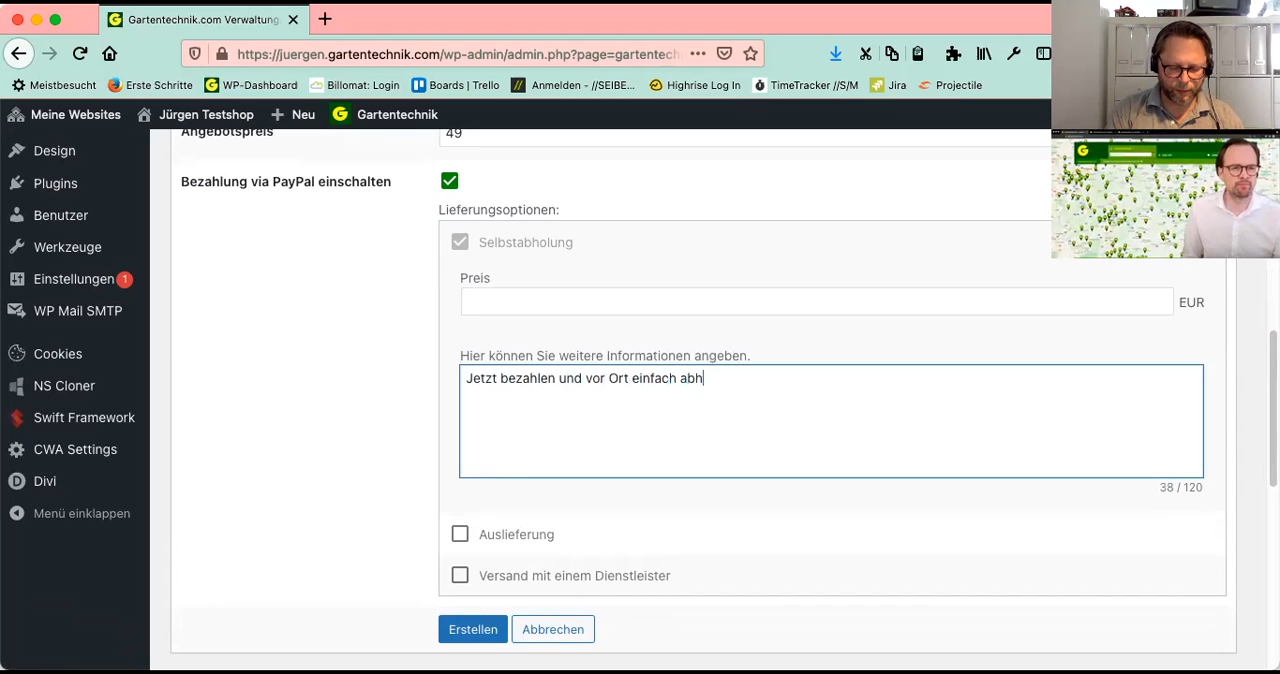 Gartentechnik.com Verwaltung
https://juergen.gartentechnik.com/wp-admin/admin.php?page=gartentech
Meistbesucht
Erste Schritte
WP-Dashboard
Billomat: Login
Boards | Trello
Anmelden - //SEIBE...
Highrise Log In
TimeTracker //S/M
Jira
Projectile
Meine Websites
Jürgen Testshop
Neu
Gartentechnik
Design
Plugins
Benutzer
Werkzeuge
Einstellungen 1
WP Mail SMTP
Cookies
NS Cloner
Swift Framework
CWA Settings
Divi
Menü einklappen
Angebotspreis
49
Bezahlung via PayPal einschalten
Lieferungsoptionen:
Selbstabholung
Preis
EUR
Hier können Sie weitere Informationen angeben.
Jetzt bezahlen und vor Ort einfach abh
38 / 120
Auslieferung
Versand mit einem Dienstleister
Erstellen
Abbrechen